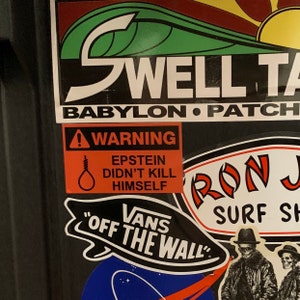 SWELL TA
BABYLON • PATCH
WARNING
EPSTEIN
DIDN'T KILL
HIMSELF
RON J
SURF SH
VANS
"OFF THE WALL"